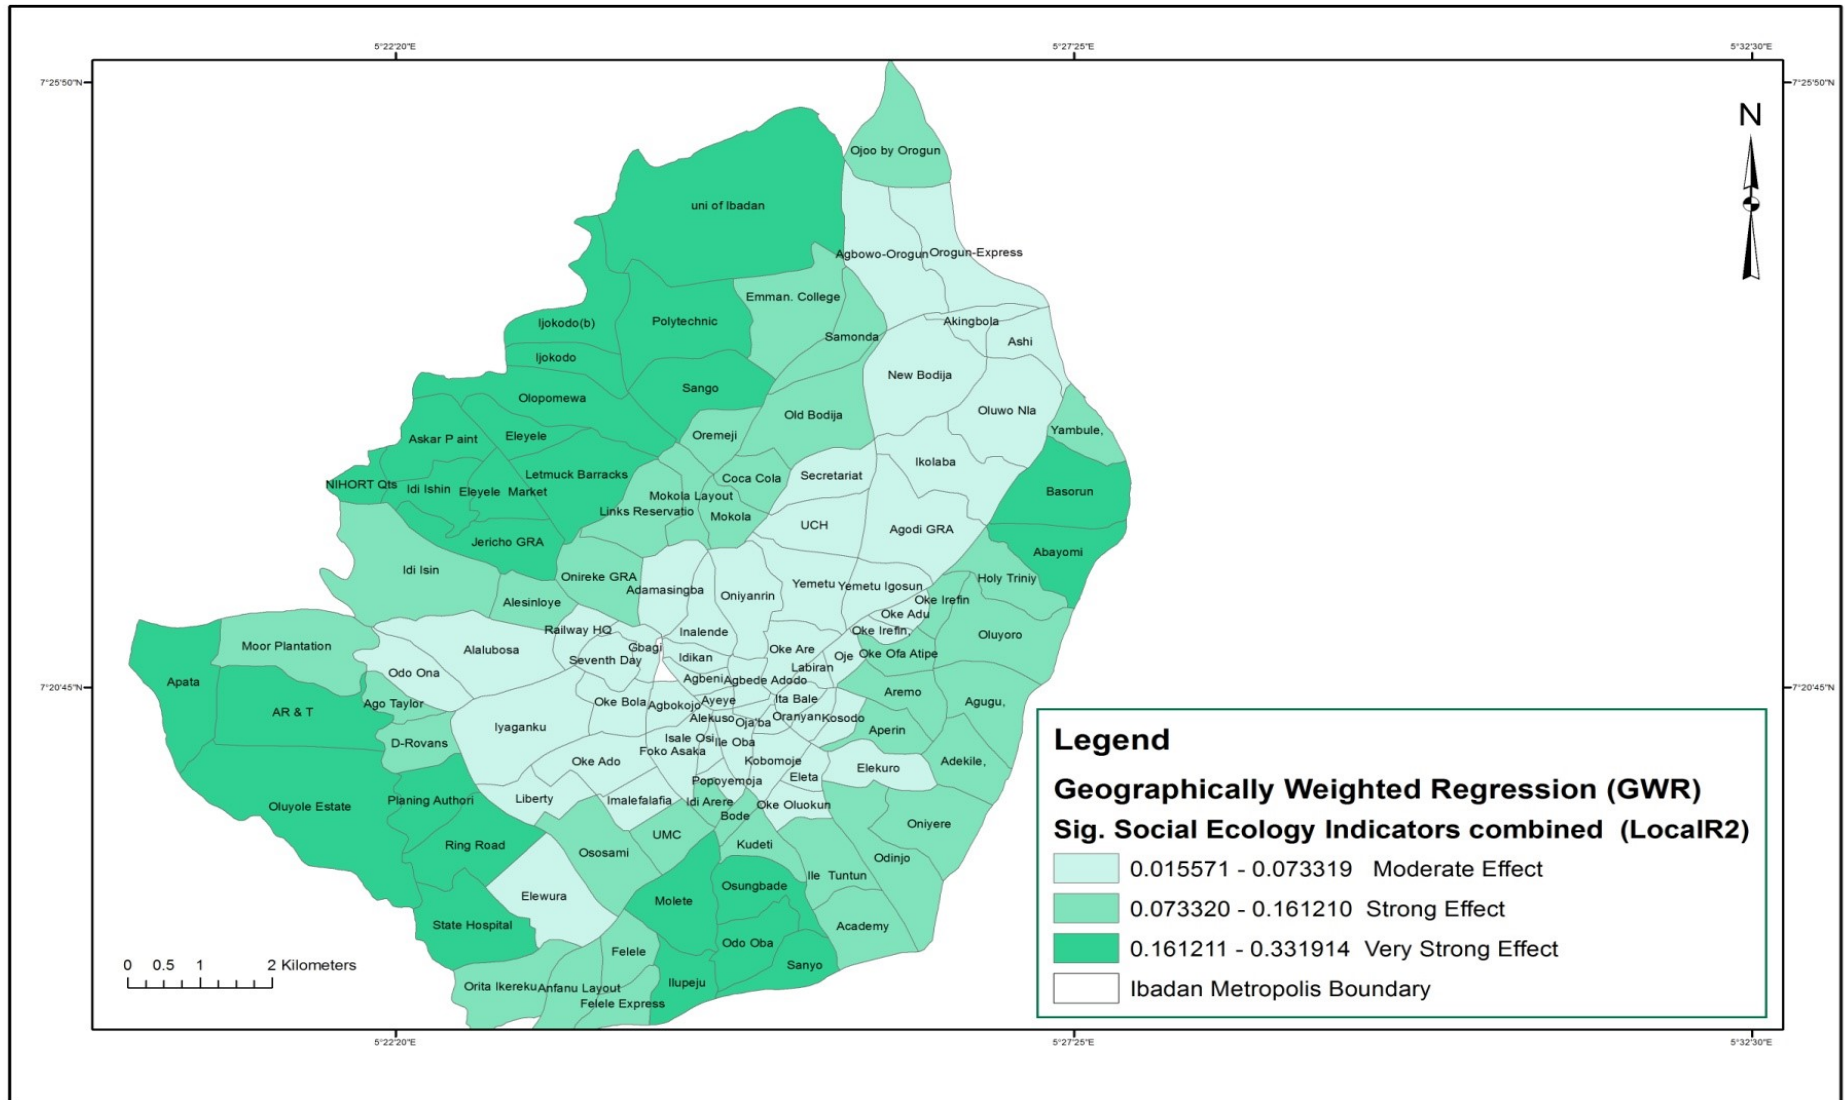 5°22'20"E
5°27'25"E
5°32'30"E
7°25'50"N
7°25'50"N
N
Ojoo by Orogun
uni of Ibadan
Agbowo-Orogun
Orogun-Express
Emman. College
Ijokodo(b)
Polytechnic
Akingbola
Samonda
Ashi
Ijokodo
New Bodija
Sango
Olopomewa
Oluwo Nla
Old Bodija
Yambule,
Oremeji
Askar P aint
Eleyele
Ikolaba
Letmuck Barracks
Coca Cola
Secretariat
NIHORT Qts
Idi Ishin
Eleyele Market
Mokola Layout
Basorun
Links Reservatio
Mokola
UCH
Agodi GRA
Jericho GRA
Abayomi
Idi Isin
Onireke GRA
Holy Triniy
Adamasingba
Yemetu
Yemetu Igosun
Oniyanrin
Alesinloye
Oke Irefin
Oke Adu
Railway HQ
Inalende
Oke Irefin,
Oluyoro
Moor Plantation
Alalubosa
Gbagi
Oke Are
Seventh Day
Idikan
Oje
Oke Ofa Atipe
Labiran
Odo Ona
Apata
Agbeni
Agbede Adodo
7°20'45"N
7°20'45"N
Aremo
Ago Taylor
Oke Bola
Agbokojo
Ayeye
Ita Bale
Agugu,
AR & T
Alekuso
Oja'ba
Oranyan
Kosodo
Iyaganku
Aperin
D-Rovans
Isale Osi
Ile Oba
Foko Asaka
Oke Ado
Kobomoje
Elekuro
Adekile,
Popoyemoja
Eleta
Oluyole Estate
Planing Authori
Liberty
Imalefalafia
Idi Arere
Oke Oluokun
Bode
Oniyere
UMC
Ring Road
Kudeti
Ososami
Odinjo
Ile Tuntun
Osungbade
Elewura
Molete
State Hospital
Academy
Odo Oba
Felele
Sanyo
Ilupeju
Orita Ikereku
Anfanu Layout
Felele Express
0 0.5 1 2 Kilometers
Legend
Geographically Weighted Regression (GWR)
Sig. Social Ecology Indicators combined (LocalR2)
0.015571 - 0.073319 Moderate Effect
0.073320 - 0.161210 Strong Effect
0.161211 - 0.331914 Very Strong Effect
Ibadan Metropolis Boundary
5°22'20"E
5°27'25"E
5°32'30"E